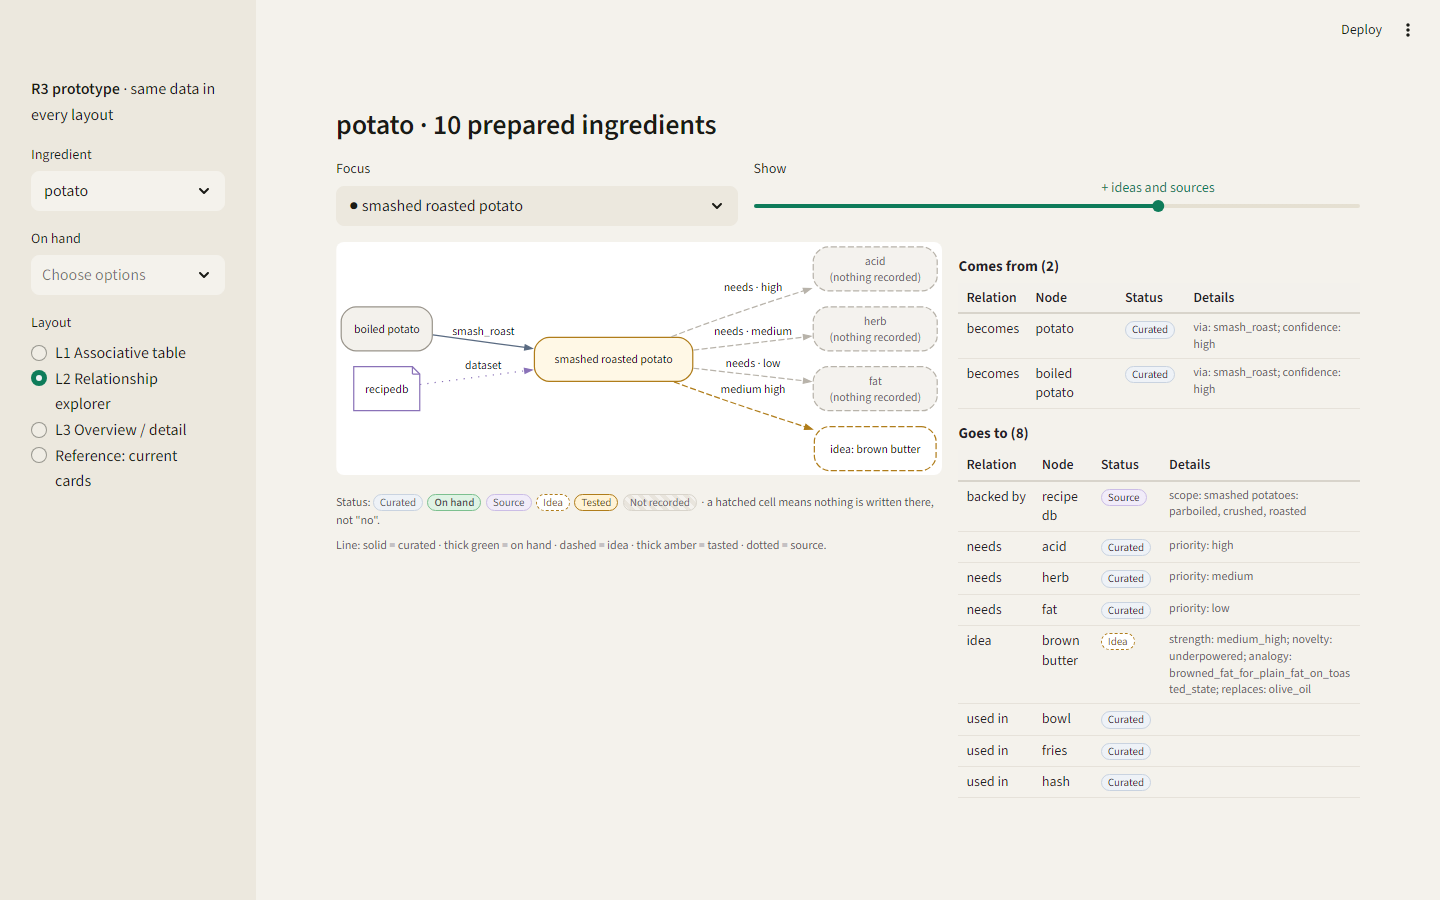 Deploy
R3 prototype · same data in
every layout
Ingredient
potato
On hand
Choose options
Layout
L1 Associative table
L2 Relationship
explorer
L3 Overview / detail
Reference: current
cards
potato · 10 prepared ingredients
Focus
● smashed roasted potato
Show
+ ideas and sources
boiled potato
smash_roast
recipedb
dataset
smashed roasted potato
needs · high
needs · medium
needs · low
medium high
acid
(nothing recorded)
herb
(nothing recorded)
fat
(nothing recorded)
idea: brown butter
Status: Curated On hand Source Idea Tested Not recorded · a hatched cell means nothing is written there,
not "no".
Line: solid = curated · thick green = on hand · dashed = idea · thick amber = tasted · dotted = source.
Comes from (2)
Relation Node Status Details
becomes potato Curated via: smash_roast; confidence:
high
becomes boiled Curated via: smash_roast; confidence:
potato high
Goes to (8)
Relation Node Status Details
backed by recipe Source scope: smashed potatoes:
db parboiled, crushed, roasted
needs acid Curated priority: high
needs herb Curated priority: medium
needs fat Curated priority: low
idea brown Idea strength: medium_high; novelty:
butter underpowered; analogy:
browned_fat_for_plain_fat_on_toas
ted_state; replaces: olive_oil
used in bowl Curated
used in fries Curated
used in hash Curated